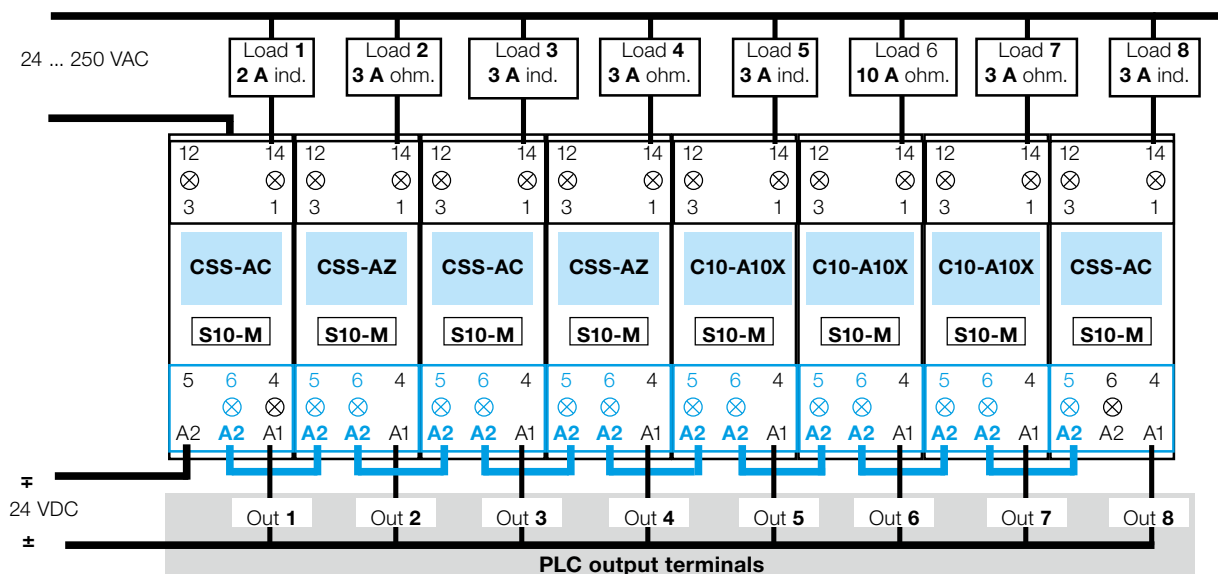 24 ... 250 VAC
Load 1 Load 2 Load 3 Load 4 Load 5 Load 6 Load 7 Load 8
2 A ind. 3 A ohm. 3 A ind. 3 A ohm. 3 A ind. 10 A ohm. 3 A ohm. 3 A ind.
12 14 12 14 12 14 12 14 12 14 12 14 12 14 12 14
3 1 3 1 3 1 3 1 3 1 3 1 3 1 3 1
CSS-AC CSS-AZ CSS-AC CSS-AZ C10-A10X C10-A10X C10-A10X CSS-AC
S10-M S10-M S10-M S10-M S10-M S10-M S10-M S10-M
5 6 4 5 6 4 5 6 4 5 6 4 5 6 4 5 6 4 5 6 4 5 6 4
A2 A2 A1 A2 A2 A1 A2 A2 A1 A2 A2 A1 A2 A2 A1 A2 A2 A1 A2 A2 A1 A2 A2 A1
∓
24 VDC
±
Out 1 Out 2 Out 3 Out 4 Out 5 Out 6 Out 7 Out 8
PLC output terminals